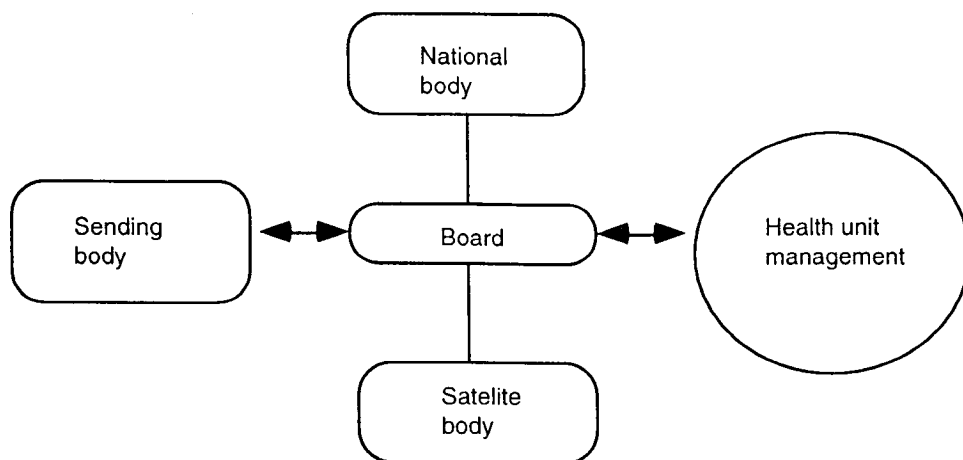 National
body
Sending
body
Board
Health unit
management
Satelite
body